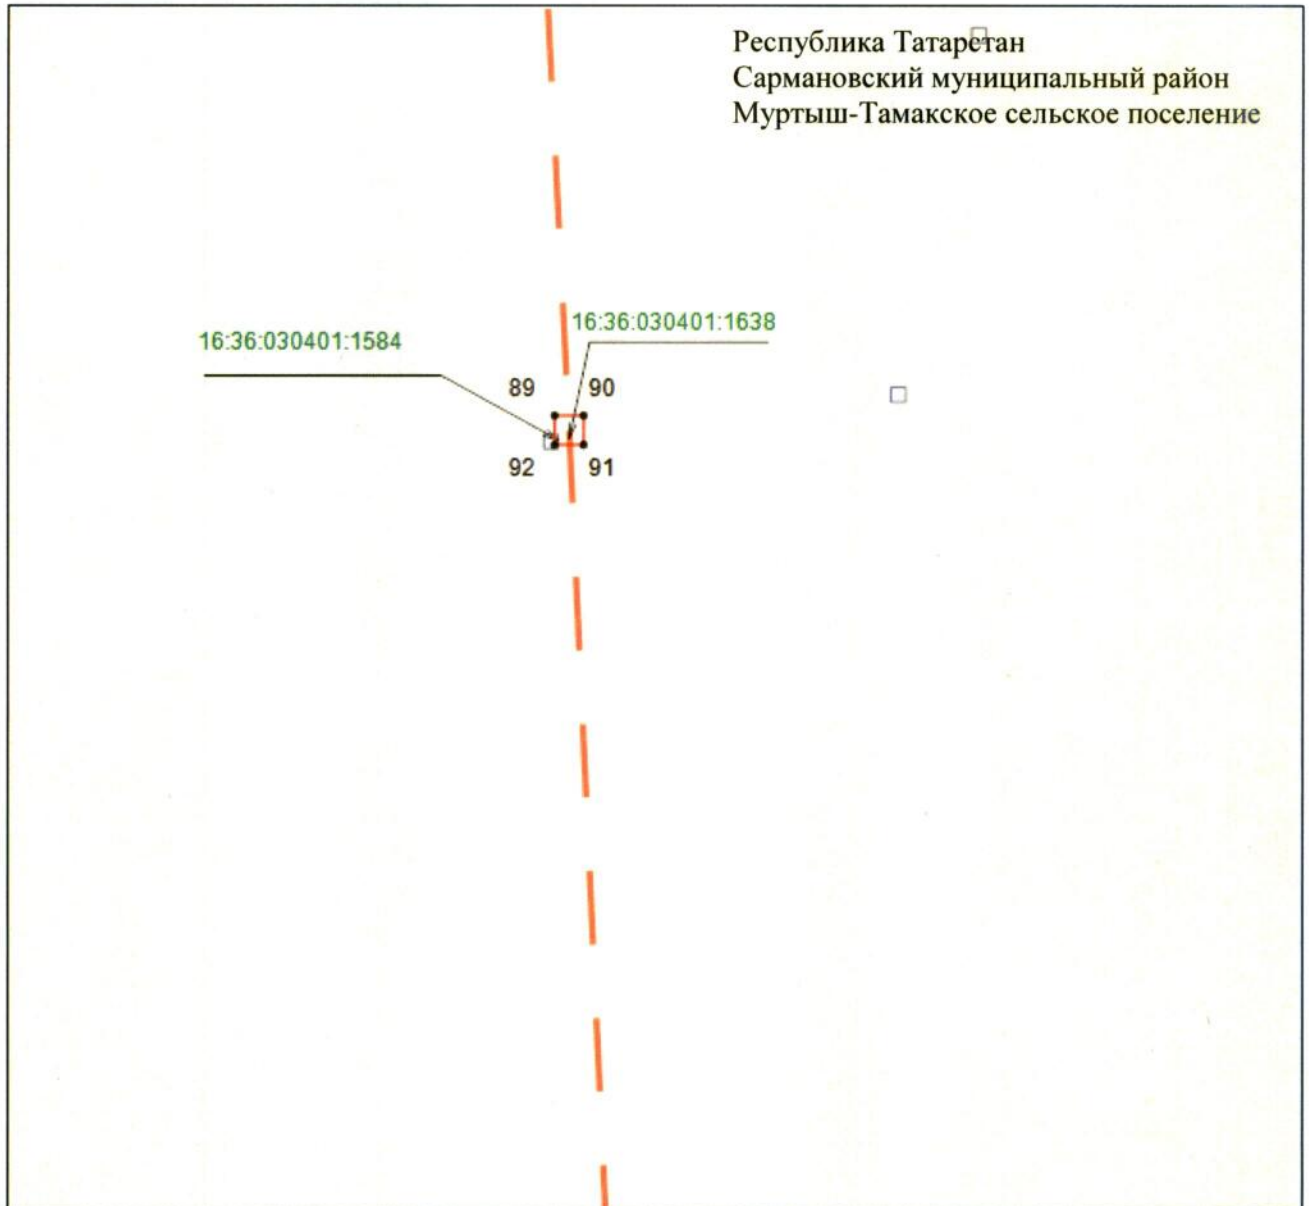 Республика Татарстан
Сармановский муниципальный район
Муртыш-Тамакское сельское поселение
16:36:030401:1638
16:36:030401:1584
89 90
92 91